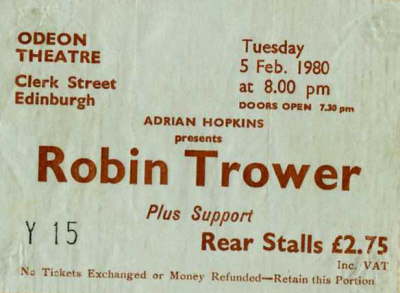 ODEON
THEATRE
Clerk Street
Edinburgh
Tuesday
5 Feb. 1980
at 8.00 pm
DOORS OPEN 7.30 pm
ADRIAN HOPKINS
presents
Robin Trower
Plus Support
Y 15
Rear Stalls £2.75
Inc. VAT
No Tickets Exchanged or Money Refunded—Retain this Portion